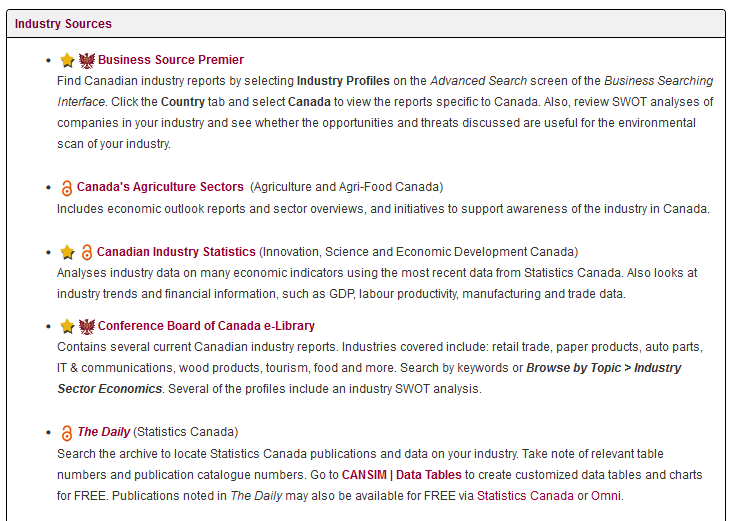 Industry Sources
Business Source Premier
Find Canadian industry reports by selecting Industry Profiles on the Advanced Search screen of the Business Searching
Interface. Click the Country tab and select Canada to view the reports specific to Canada. Also, review SWOT analyses of
companies in your industry and see whether the opportunities and threats discussed are useful for the environmental
scan of your industry.
Canada's Agriculture Sectors (Agriculture and Agri-Food Canada)
Includes economic outlook reports and sector overviews, and initiatives to support awareness of the industry in Canada.
Canadian Industry Statistics (Innovation, Science and Economic Development Canada)
Analyses industry data on many economic indicators using the most recent data from Statistics Canada. Also looks at
industry trends and financial information, such as GDP, labour productivity, manufacturing and trade data.
Conference Board of Canada e-Library
Contains several current Canadian industry reports. Industries covered include: retail trade, paper products, auto parts,
IT & communications, wood products, tourism, food and more. Search by keywords or Browse by Topic > Industry
Sector Economics. Several of the profiles include an industry SWOT analysis.
The Daily (Statistics Canada)
Search the archive to locate Statistics Canada publications and data on your industry. Take note of relevant table
numbers and publication catalogue numbers. Go to CANSIM | Data Tables to create customized data tables and charts
for FREE. Publications noted in The Daily may also be available for FREE via Statistics Canada or Omni.